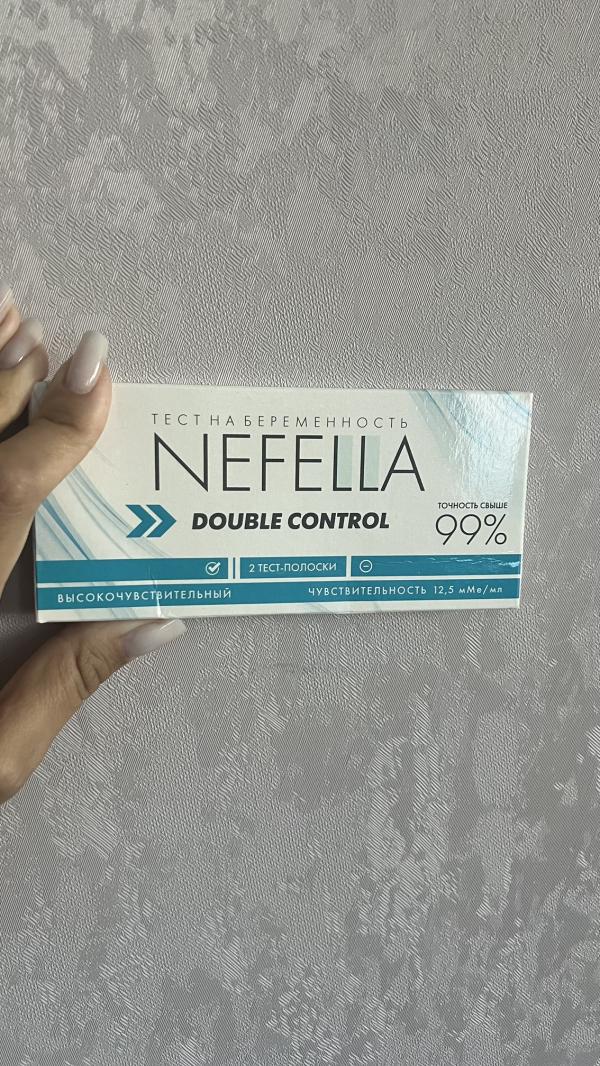 ТЕСТ НА БЕРЕМЕННОСТЬ
NEFELLA
DOUBLE CONTROL
ТОЧНОСТЬ СВЫШЕ
99%
2 ТЕСТ-ПОЛОСКИ
ВЫСОКОЧУВСТВИТЕЛЬНЫЙ
ЧУВСТВИТЕЛЬНОСТЬ 12,5 мМе/мл